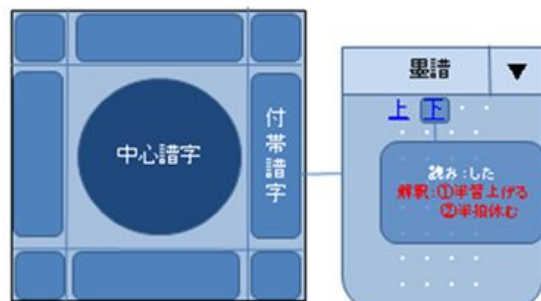 中心譜字
付帯譜字
墨譜 ▼
上 下
読み:した
解釈:①半音上げる
②半拍休む